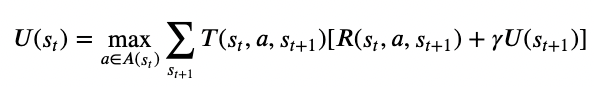 U(s_t) = max_{a∈A(s_t)} ∑_{s_{t+1}} T(s_t, a, s_{t+1})[R(s_t, a, s_{t+1}) + γU(s_{t+1})]